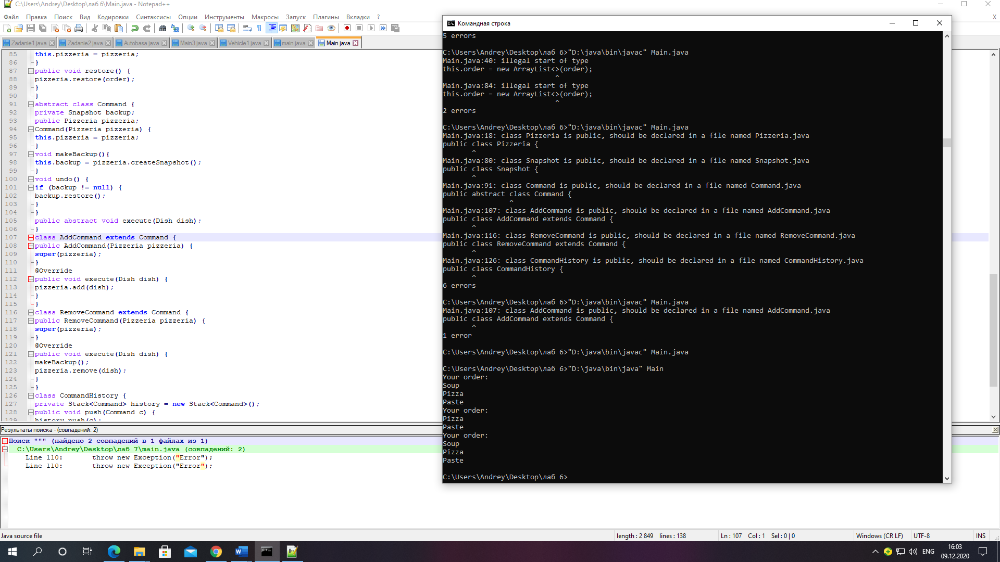 C:\Users\Andrey\Desktop\лаб 6\Main.java - Notepad++
Файл Правка Поиск Вид Кодировки Синтаксисы Опции Инструменты Макросы Запуск Плагины Вкладки ? X
Zadanie1.java Zadanie2.java Autobasa.java Main3.java Vehicle1.java main.java Main.java
85 this.pizzeria = pizzeria;
86 }
87 public void restore() {
88 pizzeria.restore(order);
89 }
90 }
91 abstract class Command {
92 private Snapshot backup;
93 public Pizzeria pizzeria;
94 Command(Pizzeria pizzeria) {
95 this.pizzeria = pizzeria;
96 }
97 void makeBackup(){
98 this.backup = pizzeria.createSnapshot();
99 }
100 void undo() {
101 if (backup != null) {
102 backup.restore();
103 }
104 }
105 public abstract void execute(Dish dish);
106 }
107 class AddCommand extends Command {
108 public AddCommand(Pizzeria pizzeria) {
109 super(pizzeria);
110 }
111 @Override
112 public void execute(Dish dish) {
113 pizzeria.add(dish);
114 }
115 }
116 class RemoveCommand extends Command {
117 public RemoveCommand(Pizzeria pizzeria) {
118 super(pizzeria);
119 }
120 @Override
121 public void execute(Dish dish) {
122 makeBackup();
123 pizzeria.remove(dish);
124 }
125 }
126 class CommandHistory {
127 private Stack<Command> history = new Stack<Command>();
128 public void push(Command c) {
129 history.push(c);
Результаты поиска - (совпадений: 2)
Поиск """ (найдено 2 совпадений в 1 файлах из 1)
C:\Users\Andrey\Desktop\лаб 7\main.java (совпадений: 2)
Line 110: throw new Exception("Error");
Line 110: throw new Exception("Error");
Java source file length : 2 849 lines : 138 Ln : 107 Col : 1 Sel : 0 | 0 Windows (CR LF) UTF-8 INS
Командная строка
5 errors
C:\Users\Andrey\Desktop\лаб 6>"D:\java\bin\javac" Main.java
Main.java:40: illegal start of type
this.order = new ArrayList<>(order);
^
Main.java:84: illegal start of type
this.order = new ArrayList<>(order);
^
2 errors
C:\Users\Andrey\Desktop\лаб 6>"D:\java\bin\javac" Main.java
Main.java:18: class Pizzeria is public, should be declared in a file named Pizzeria.java
public class Pizzeria {
^
Main.java:80: class Snapshot is public, should be declared in a file named Snapshot.java
public class Snapshot {
^
Main.java:91: class Command is public, should be declared in a file named Command.java
public abstract class Command {
^
Main.java:107: class AddCommand is public, should be declared in a file named AddCommand.java
public class AddCommand extends Command {
^
Main.java:116: class RemoveCommand is public, should be declared in a file named RemoveCommand.java
public class RemoveCommand extends Command {
^
Main.java:126: class CommandHistory is public, should be declared in a file named CommandHistory.java
public class CommandHistory {
^
6 errors
C:\Users\Andrey\Desktop\лаб 6>"D:\java\bin\javac" Main.java
Main.java:107: class AddCommand is public, should be declared in a file named AddCommand.java
public class AddCommand extends Command {
^
1 error
C:\Users\Andrey\Desktop\лаб 6>"D:\java\bin\javac" Main.java
C:\Users\Andrey\Desktop\лаб 6>"D:\java\bin\java" Main
Your order:
Soup
Pizza
Paste
Your order:
Pizza
Paste
Your order:
Soup
Pizza
Paste
C:\Users\Andrey\Desktop\лаб 6>
ENG
16:03
09.12.2020